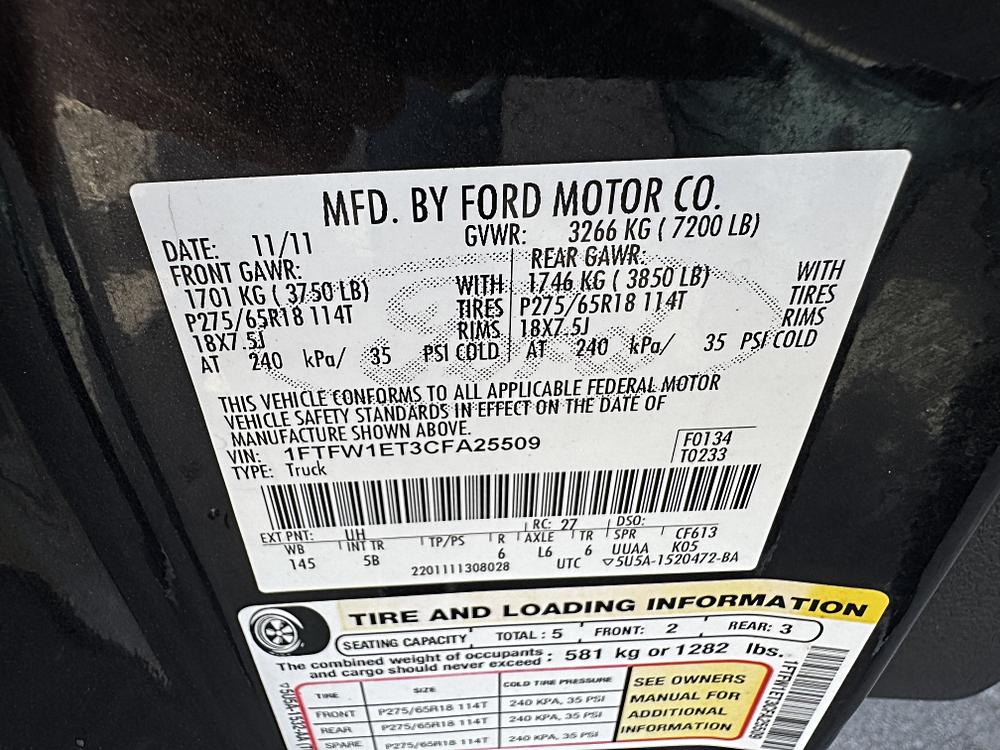 MFD. BY FORD MOTOR CO.
DATE: 11/11 GVWR: 3266 KG ( 7200 LB)
FRONT GAWR: REAR GAWR:
1701 KG ( 3750 LB) WITH 1746 KG ( 3850 LB) WITH
P275/65R18 114T TIRES P275/65R18 114T TIRES
18X7.5J RIMS 18X7.5J RIMS
AT 240 kPa/ 35 PSI COLD AT 240 kPa/ 35 PSI COLD
THIS VEHICLE CONFORMS TO ALL APPLICABLE FEDERAL MOTOR
VEHICLE SAFETY STANDARDS IN EFFECT ON THE DATE OF
MANUFACTURE SHOWN ABOVE.
VIN: 1FTFW1ET3CFA25509 F0134
TYPE: Truck T0233
EXT PNT: UH RC: 27 DSO:
WB INT TR TP/PS R AXLE TR SPR CF613
145 5B 6 L6 6 UUAA K05
2201111308028 UTC ▽5U5A-1520472-BA
TIRE AND LOADING INFORMATION
SEATING CAPACITY TOTAL : 5 FRONT: 2 REAR: 3
The combined weight of occupants
and cargo should never exceed : 581 kg or 1282 lbs.
TIRE SIZE COLD TIRE PRESSURE
FRONT P275/65R18 114T 240 KPA, 35 PSI
REAR P275/65R18 114T 240 KPA, 35 PSI
SPARE P275/65R18 114T 240 KPA, 35 PSI
SEE OWNERS
MANUAL FOR
ADDITIONAL
INFORMATION
1FTFW1ET3CFA25509